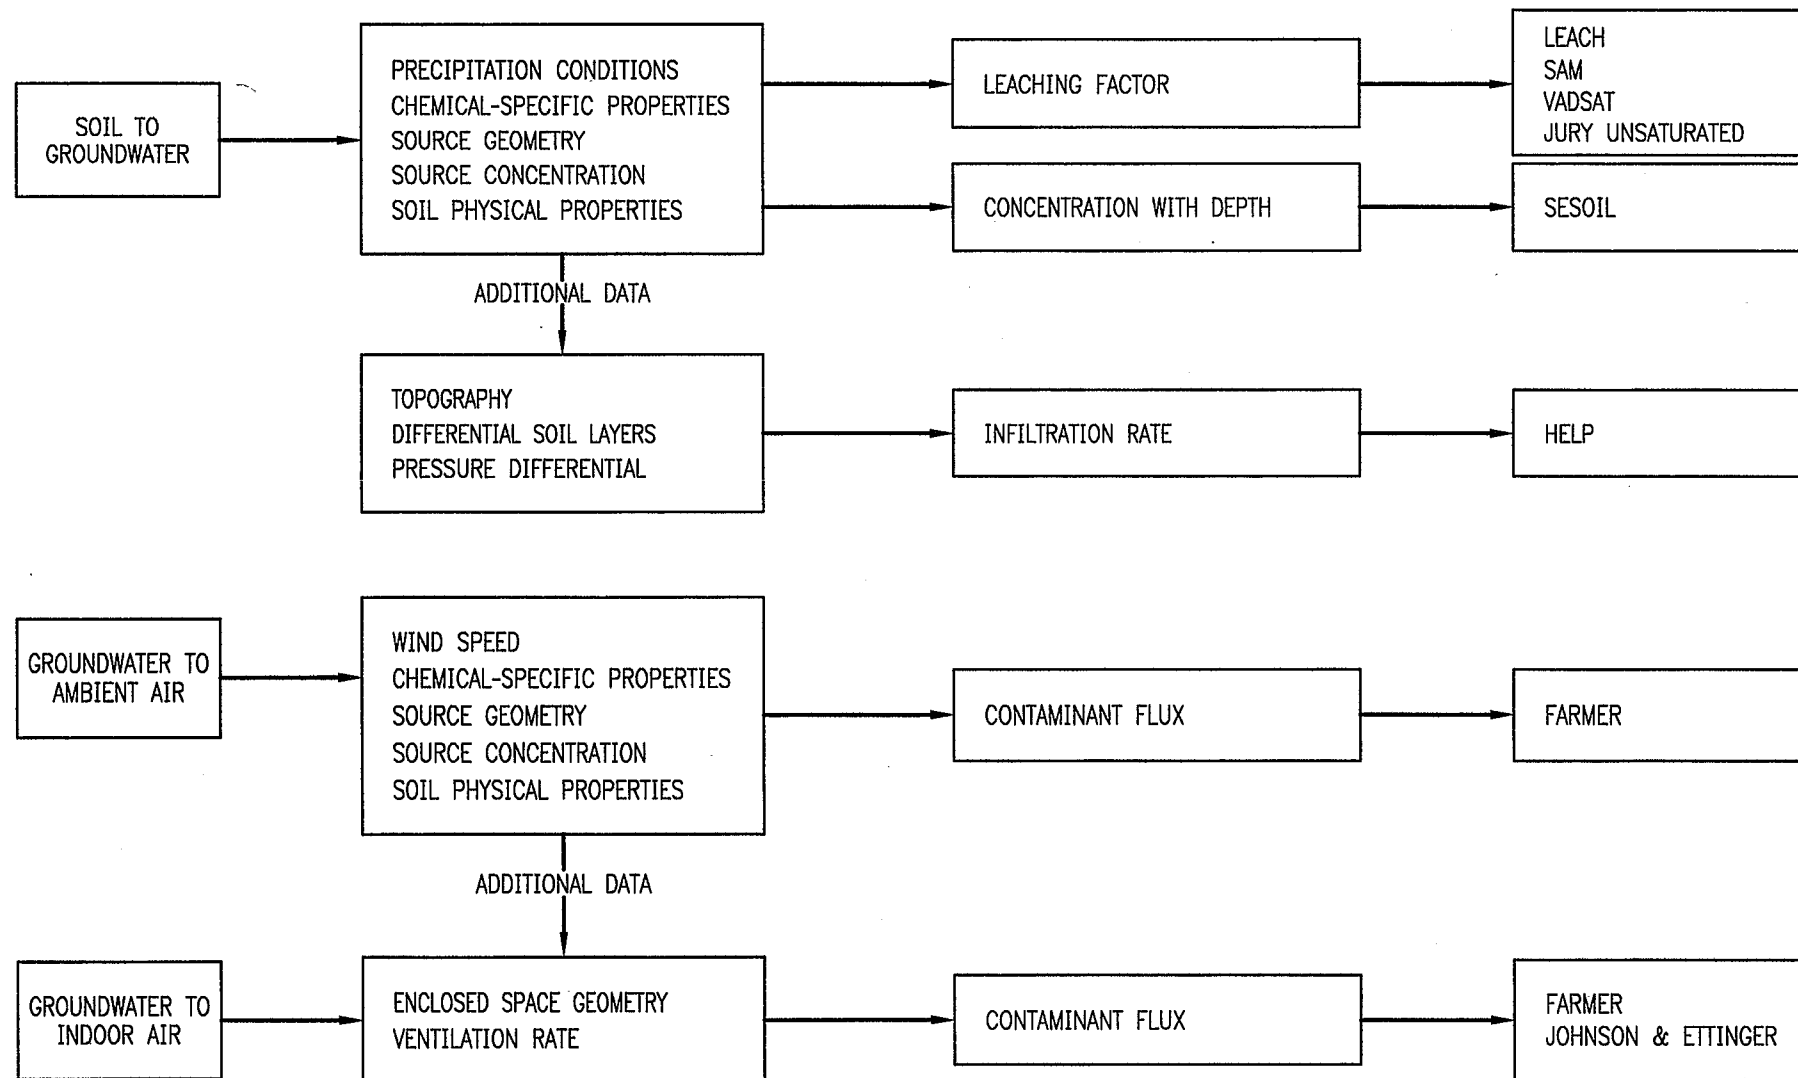 SOIL TO
GROUNDWATER
PRECIPITATION CONDITIONS
CHEMICAL-SPECIFIC PROPERTIES
SOURCE GEOMETRY
SOURCE CONCENTRATION
SOIL PHYSICAL PROPERTIES
LEACHING FACTOR
LEACH
SAM
VADSAT
JURY UNSATURATED
CONCENTRATION WITH DEPTH
SESOIL
ADDITIONAL DATA
TOPOGRAPHY
DIFFERENTIAL SOIL LAYERS
PRESSURE DIFFERENTIAL
INFILTRATION RATE
HELP
GROUNDWATER TO
AMBIENT AIR
WIND SPEED
CHEMICAL-SPECIFIC PROPERTIES
SOURCE GEOMETRY
SOURCE CONCENTRATION
SOIL PHYSICAL PROPERTIES
CONTAMINANT FLUX
FARMER
ADDITIONAL DATA
GROUNDWATER TO
INDOOR AIR
ENCLOSED SPACE GEOMETRY
VENTILATION RATE
CONTAMINANT FLUX
FARMER
JOHNSON & ETTINGER